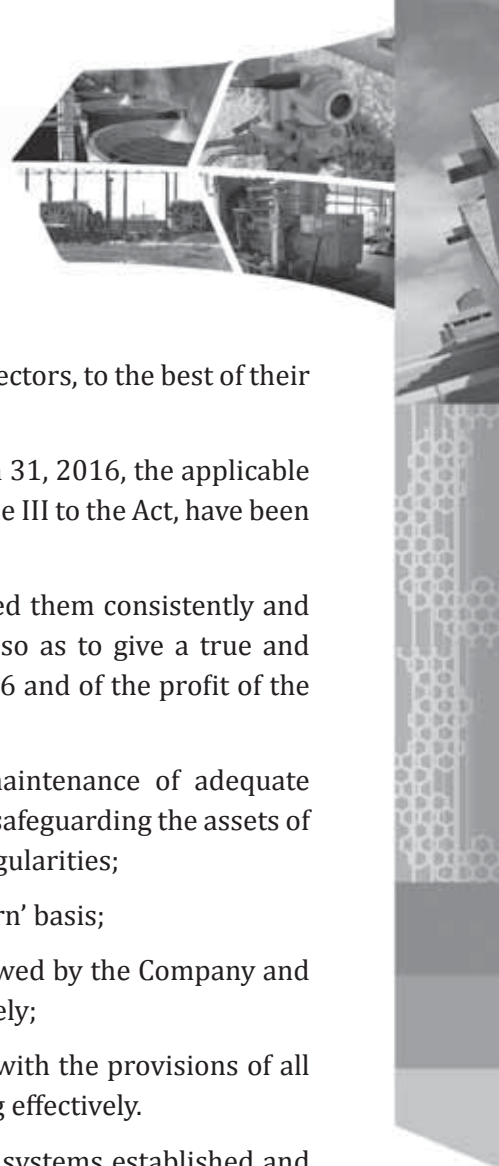 ectors, to the best of their
31, 2016, the applicable
e III to the Act, have been
ed them consistently and
so as to give a true and
6 and of the profit of the
aintenance of adequate
safeguarding the assets of
gularities;
rn’ basis;
wed by the Company and
ely;
with the provisions of all
g effectively.
systems established and